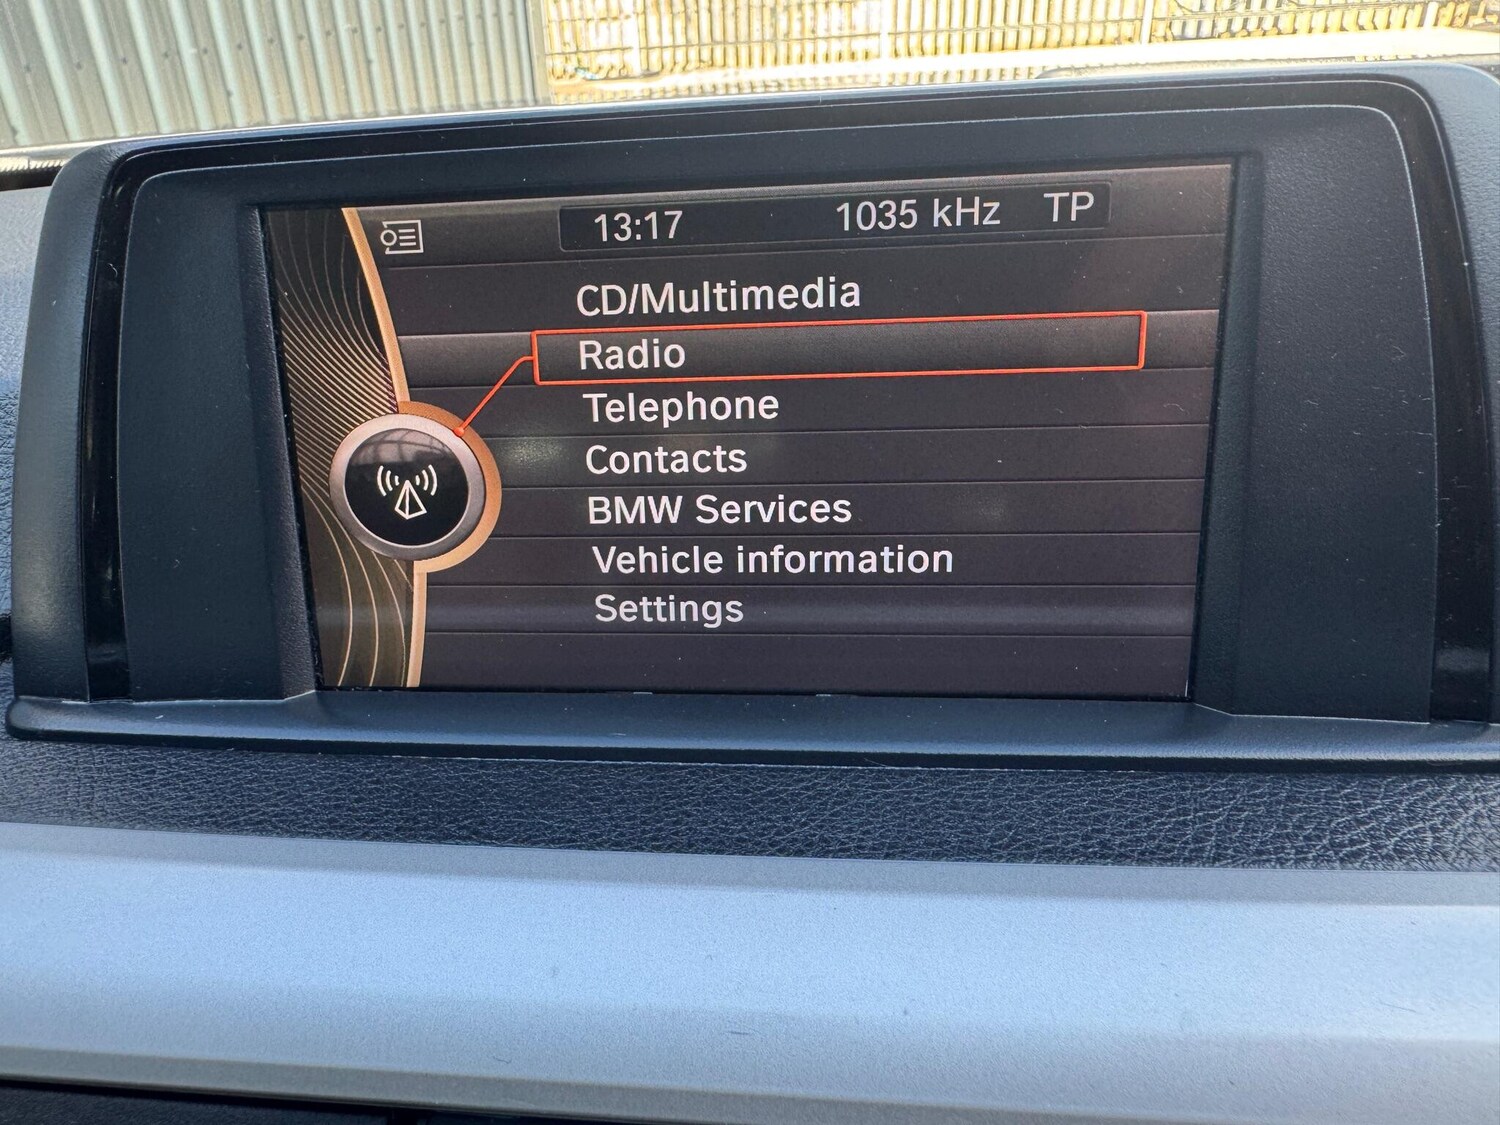 13:17 1035 kHz TP
CD/Multimedia
Radio
Telephone
Contacts
BMW Services
Vehicle information
Settings